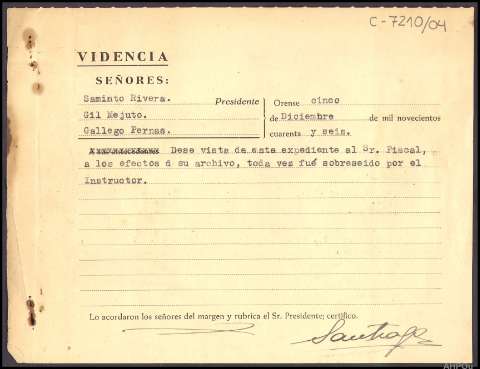 C-7210/04
VIDENCIA
SEÑORES:
Saminto Rivera. Presidente
Gil Mejuto.
Gallego Pernas.
Orense cinco
de Diciembre de mil novecientos
cuarenta y seis.
Dese vista de este expediente al Sr. Fiscal,
a los efectos d su archivo, toda vez fué sobreseido por el
Instructor.
Lo acordaron los señores del margen y rubrica el Sr. Presidente; certifico.
Santiago
AHPOu